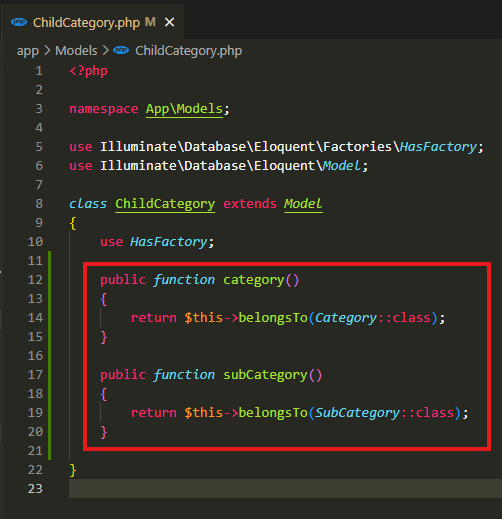 ChildCategory.php M ×
app > Models > ChildCategory.php
1 <?php
2
3 namespace App\Models;
4
5 use Illuminate\Database\Eloquent\Factories\HasFactory;
6 use Illuminate\Database\Eloquent\Model;
7
8 class ChildCategory extends Model
9 {
10     use HasFactory;
11
12     public function category()
13     {
14         return $this->belongsTo(Category::class);
15     }
16
17     public function subCategory()
18     {
19         return $this->belongsTo(SubCategory::class);
20     }
21
22 }
23